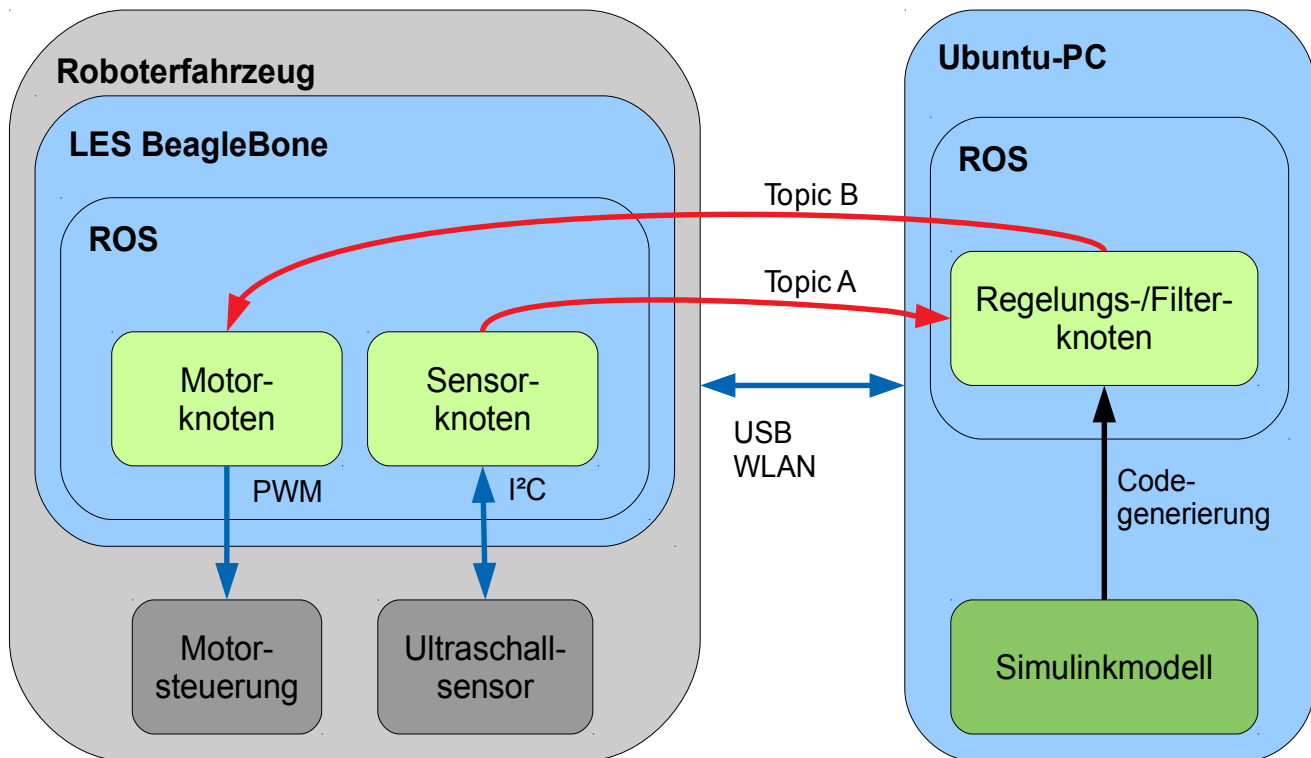 Roboterfahrzeug
LES BeagleBone
ROS
Motor-
knoten
Sensor-
knoten
PWM
I²C
Motor-
steuerung
Ultraschall-
sensor
Topic B
Topic A
USB
WLAN
Ubuntu-PC
ROS
Regelungs-/Filter-
knoten
Code-
generierung
Simulinkmodell